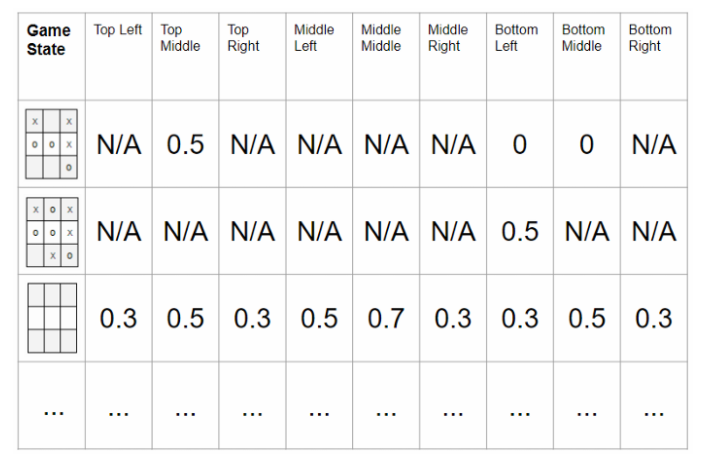 Game State Top Left Top Middle Top Right Middle Left Middle Middle Middle Right Bottom Left Bottom Middle Bottom Right
x x
o o x
o
N/A 0.5 N/A N/A N/A N/A 0 0 N/A
x o x
o o x
x o
N/A N/A N/A N/A N/A N/A 0.5 N/A N/A
0.3 0.5 0.3 0.5 0.7 0.3 0.3 0.5 0.3
... ... ... ... ... ... ... ... ... ...